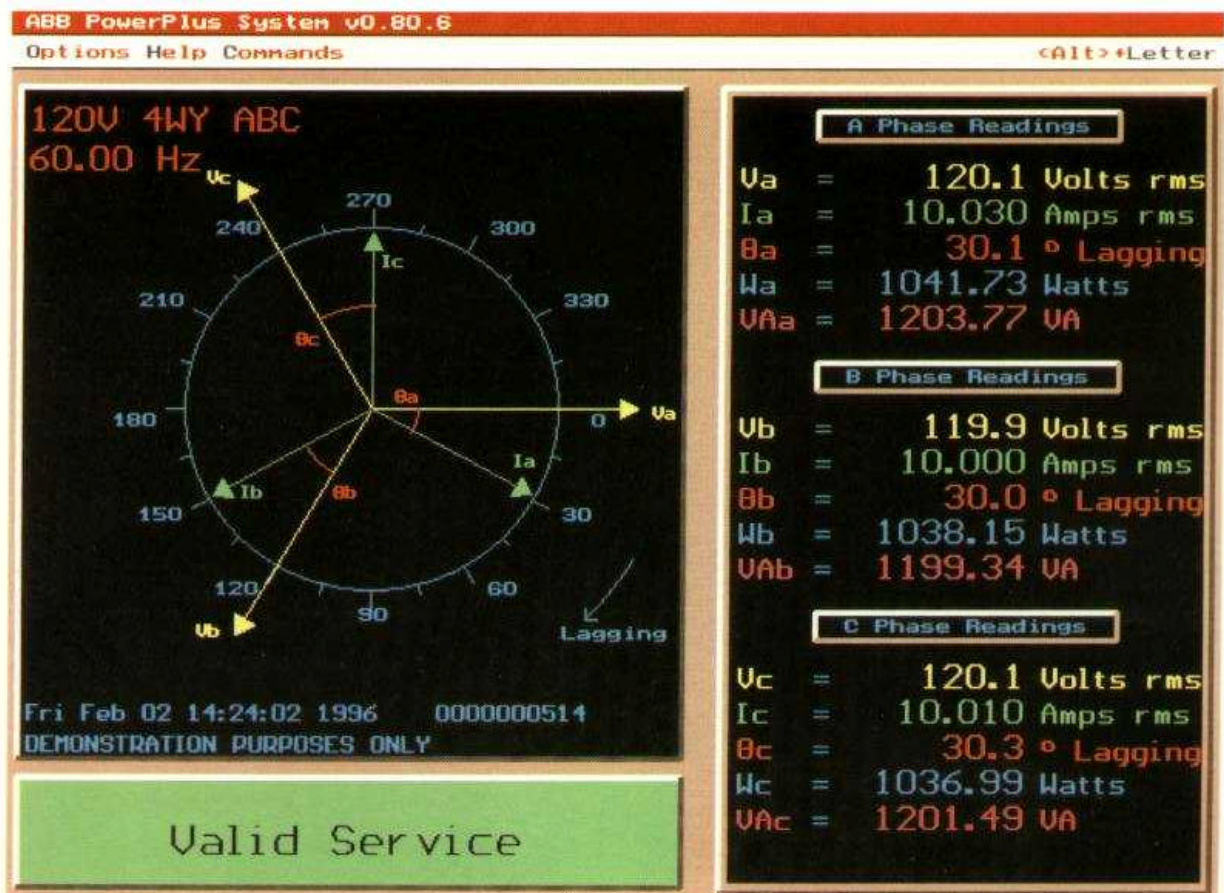 ABB PowerPlus System v0.80.6
Options Help Commands <Alt>+Letter
120V 4WY ABC
60.00 Hz
Vc
270
240
300
Ic
210
330
θc
θa
180
0
Va
Ia
Ib
θb
150
30
120
60
90
Vb
Lagging
Fri Feb 02 14:24:02 1996 0000000514
DEMONSTRATION PURPOSES ONLY
Valid Service
A Phase Readings
Va = 120.1 Volts rms
Ia = 10.030 Amps rms
θa = 30.1 º Lagging
Wa = 1041.73 Watts
VAa = 1203.77 VA
B Phase Readings
Vb = 119.9 Volts rms
Ib = 10.000 Amps rms
θb = 30.0 º Lagging
Wb = 1038.15 Watts
VAb = 1199.34 VA
C Phase Readings
Vc = 120.1 Volts rms
Ic = 10.010 Amps rms
θc = 30.3 º Lagging
Wc = 1036.99 Watts
VAc = 1201.49 VA